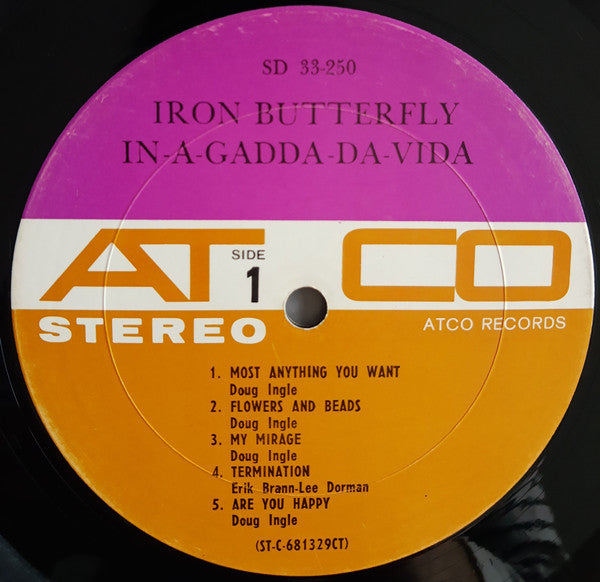 SD 33-250
IRON BUTTERFLY
IN-A-GADDA-DA-VIDA
ATCO
SIDE
1
STEREO
ATCO RECORDS
1. MOST ANYTHING YOU WANT
Doug Ingle
2. FLOWERS AND BEADS
Doug Ingle
3. MY MIRAGE
Doug Ingle
4. TERMINATION
Erik Brann-Lee Dorman
5. ARE YOU HAPPY
Doug Ingle
(ST-C-681329CT)